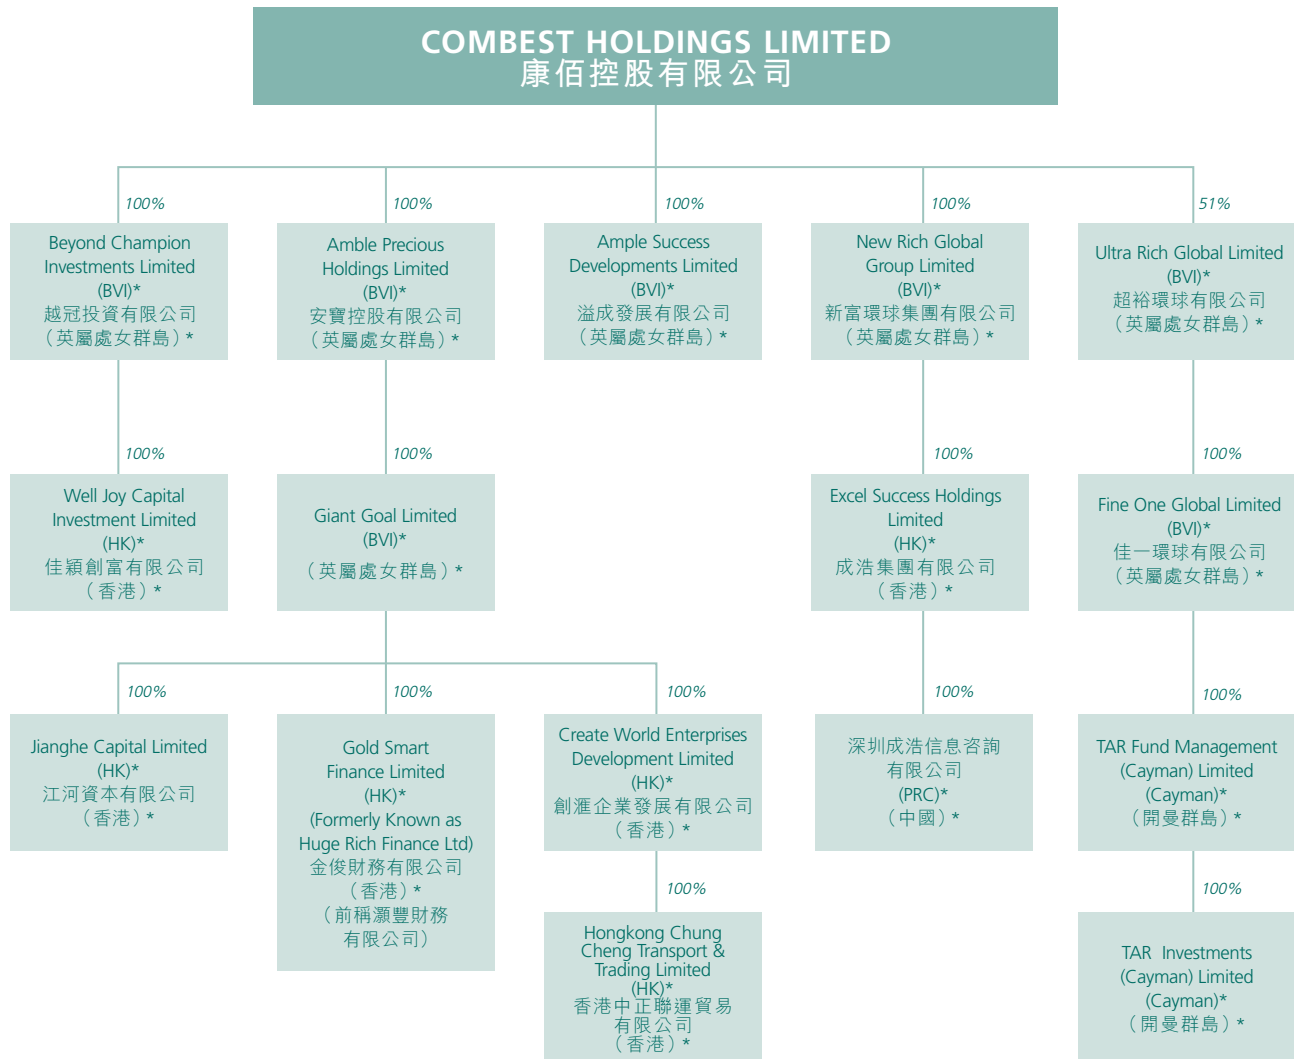 COMBEST HOLDINGS LIMITED
康佰控股有限公司
100%
100%
100%
100%
51%
Beyond Champion
Investments Limited
(BVI)*
越冠投資有限公司
（英屬處女群島）*
Amble Precious
Holdings Limited
(BVI)*
安寶控股有限公司
（英屬處女群島）*
Ample Success
Developments Limited
(BVI)*
溢成發展有限公司
（英屬處女群島）*
New Rich Global
Group Limited
(BVI)*
新富環球集團有限公司
（英屬處女群島）*
Ultra Rich Global Limited
(BVI)*
超裕環球有限公司
（英屬處女群島）*
100%
100%
100%
100%
Well Joy Capital
Investment Limited
(HK)*
佳穎創富有限公司
（香港）*
Giant Goal Limited
(BVI)*
（英屬處女群島）*
Excel Success Holdings
Limited
(HK)*
成浩集團有限公司
（香港）*
Fine One Global Limited
(BVI)*
佳一環球有限公司
（英屬處女群島）*
100%
100%
100%
100%
100%
Jianghe Capital Limited
(HK)*
江河資本有限公司
（香港）*
Gold Smart
Finance Limited
(HK)*
(Formerly Known as
Huge Rich Finance Ltd)
金俊財務有限公司
（香港）*
（前稱灝豐財務
有限公司）
Create World Enterprises
Development Limited
(HK)*
創滙企業發展有限公司
（香港）*
深圳成浩信息咨詢
有限公司
(PRC)*
（中國）*
TAR Fund Management
(Cayman) Limited
(Cayman)*
（開曼群島）*
100%
100%
Hongkong Chung
Cheng Transport &
Trading Limited
(HK)*
香港中正聯運貿易
有限公司
（香港）*
TAR Investments
(Cayman) Limited
(Cayman)*
（開曼群島）*